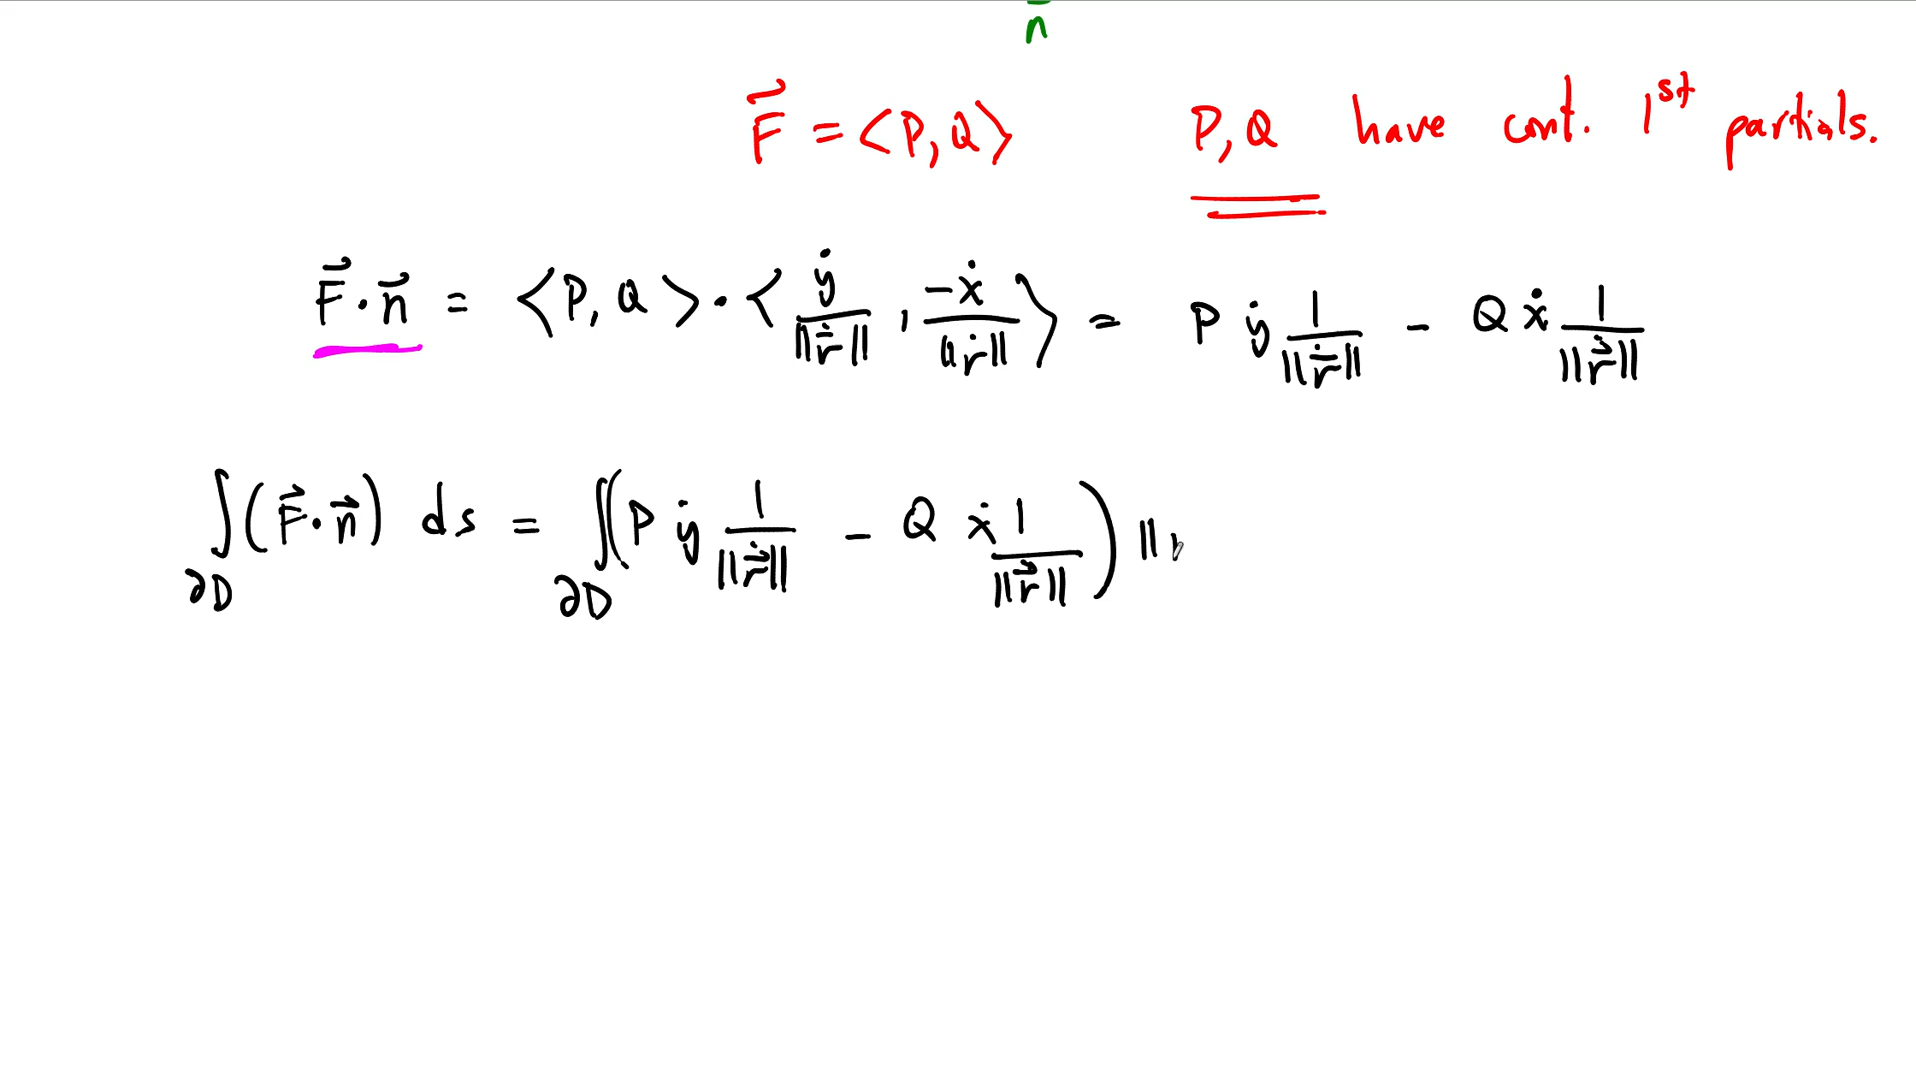 n
F⃗ = <P, Q> P, Q have cont. 1st partials.
F⃗ · n⃗ = <P, Q> · <ẏ/||ṙ⃗||, -ẋ/||ṙ||> = P ẏ 1/||ṙ⃗|| - Q ẋ 1/||ṙ⃗||
∫∂D (F⃗ · n⃗) ds = ∫∂D (P ẏ 1/||ṙ⃗|| - Q ẋ 1/||ṙ⃗||) ||